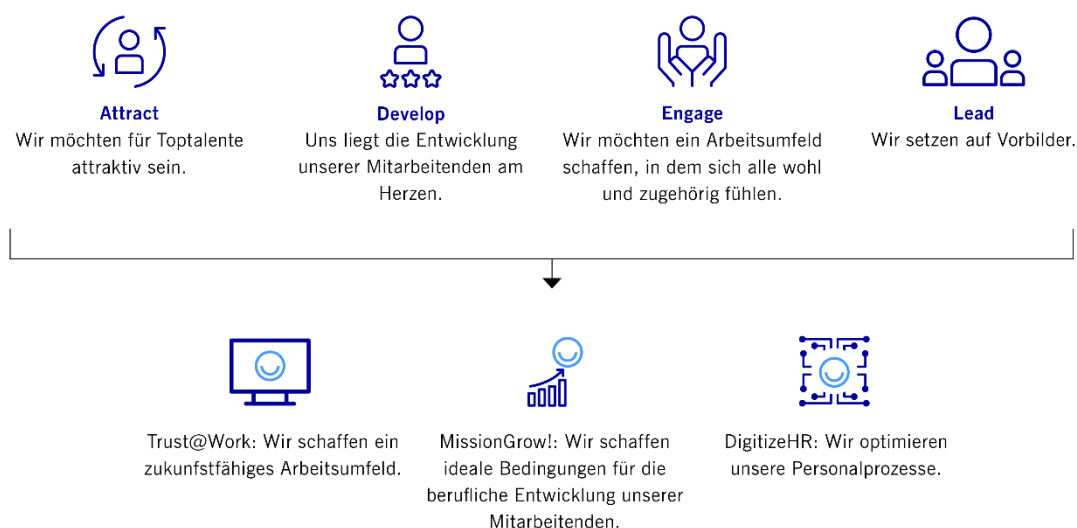 Attract
Wir möchten für Toptalente
attraktiv sein.
Develop
Uns liegt die Entwicklung
unserer Mitarbeitenden am
Herzen.
Engage
Wir möchten ein Arbeitsumfeld
schaffen, in dem sich alle wohl
und zugehörig fühlen.
Lead
Wir setzen auf Vorbilder.
Trust@Work: Wir schaffen ein
zukunfstfähiges Arbeitsumfeld.
MissionGrow!: Wir schaffen
ideale Bedingungen für die
berufliche Entwicklung unserer
Mitarbeitenden.
DigitizeHR: Wir optimieren
unsere Personalprozesse.